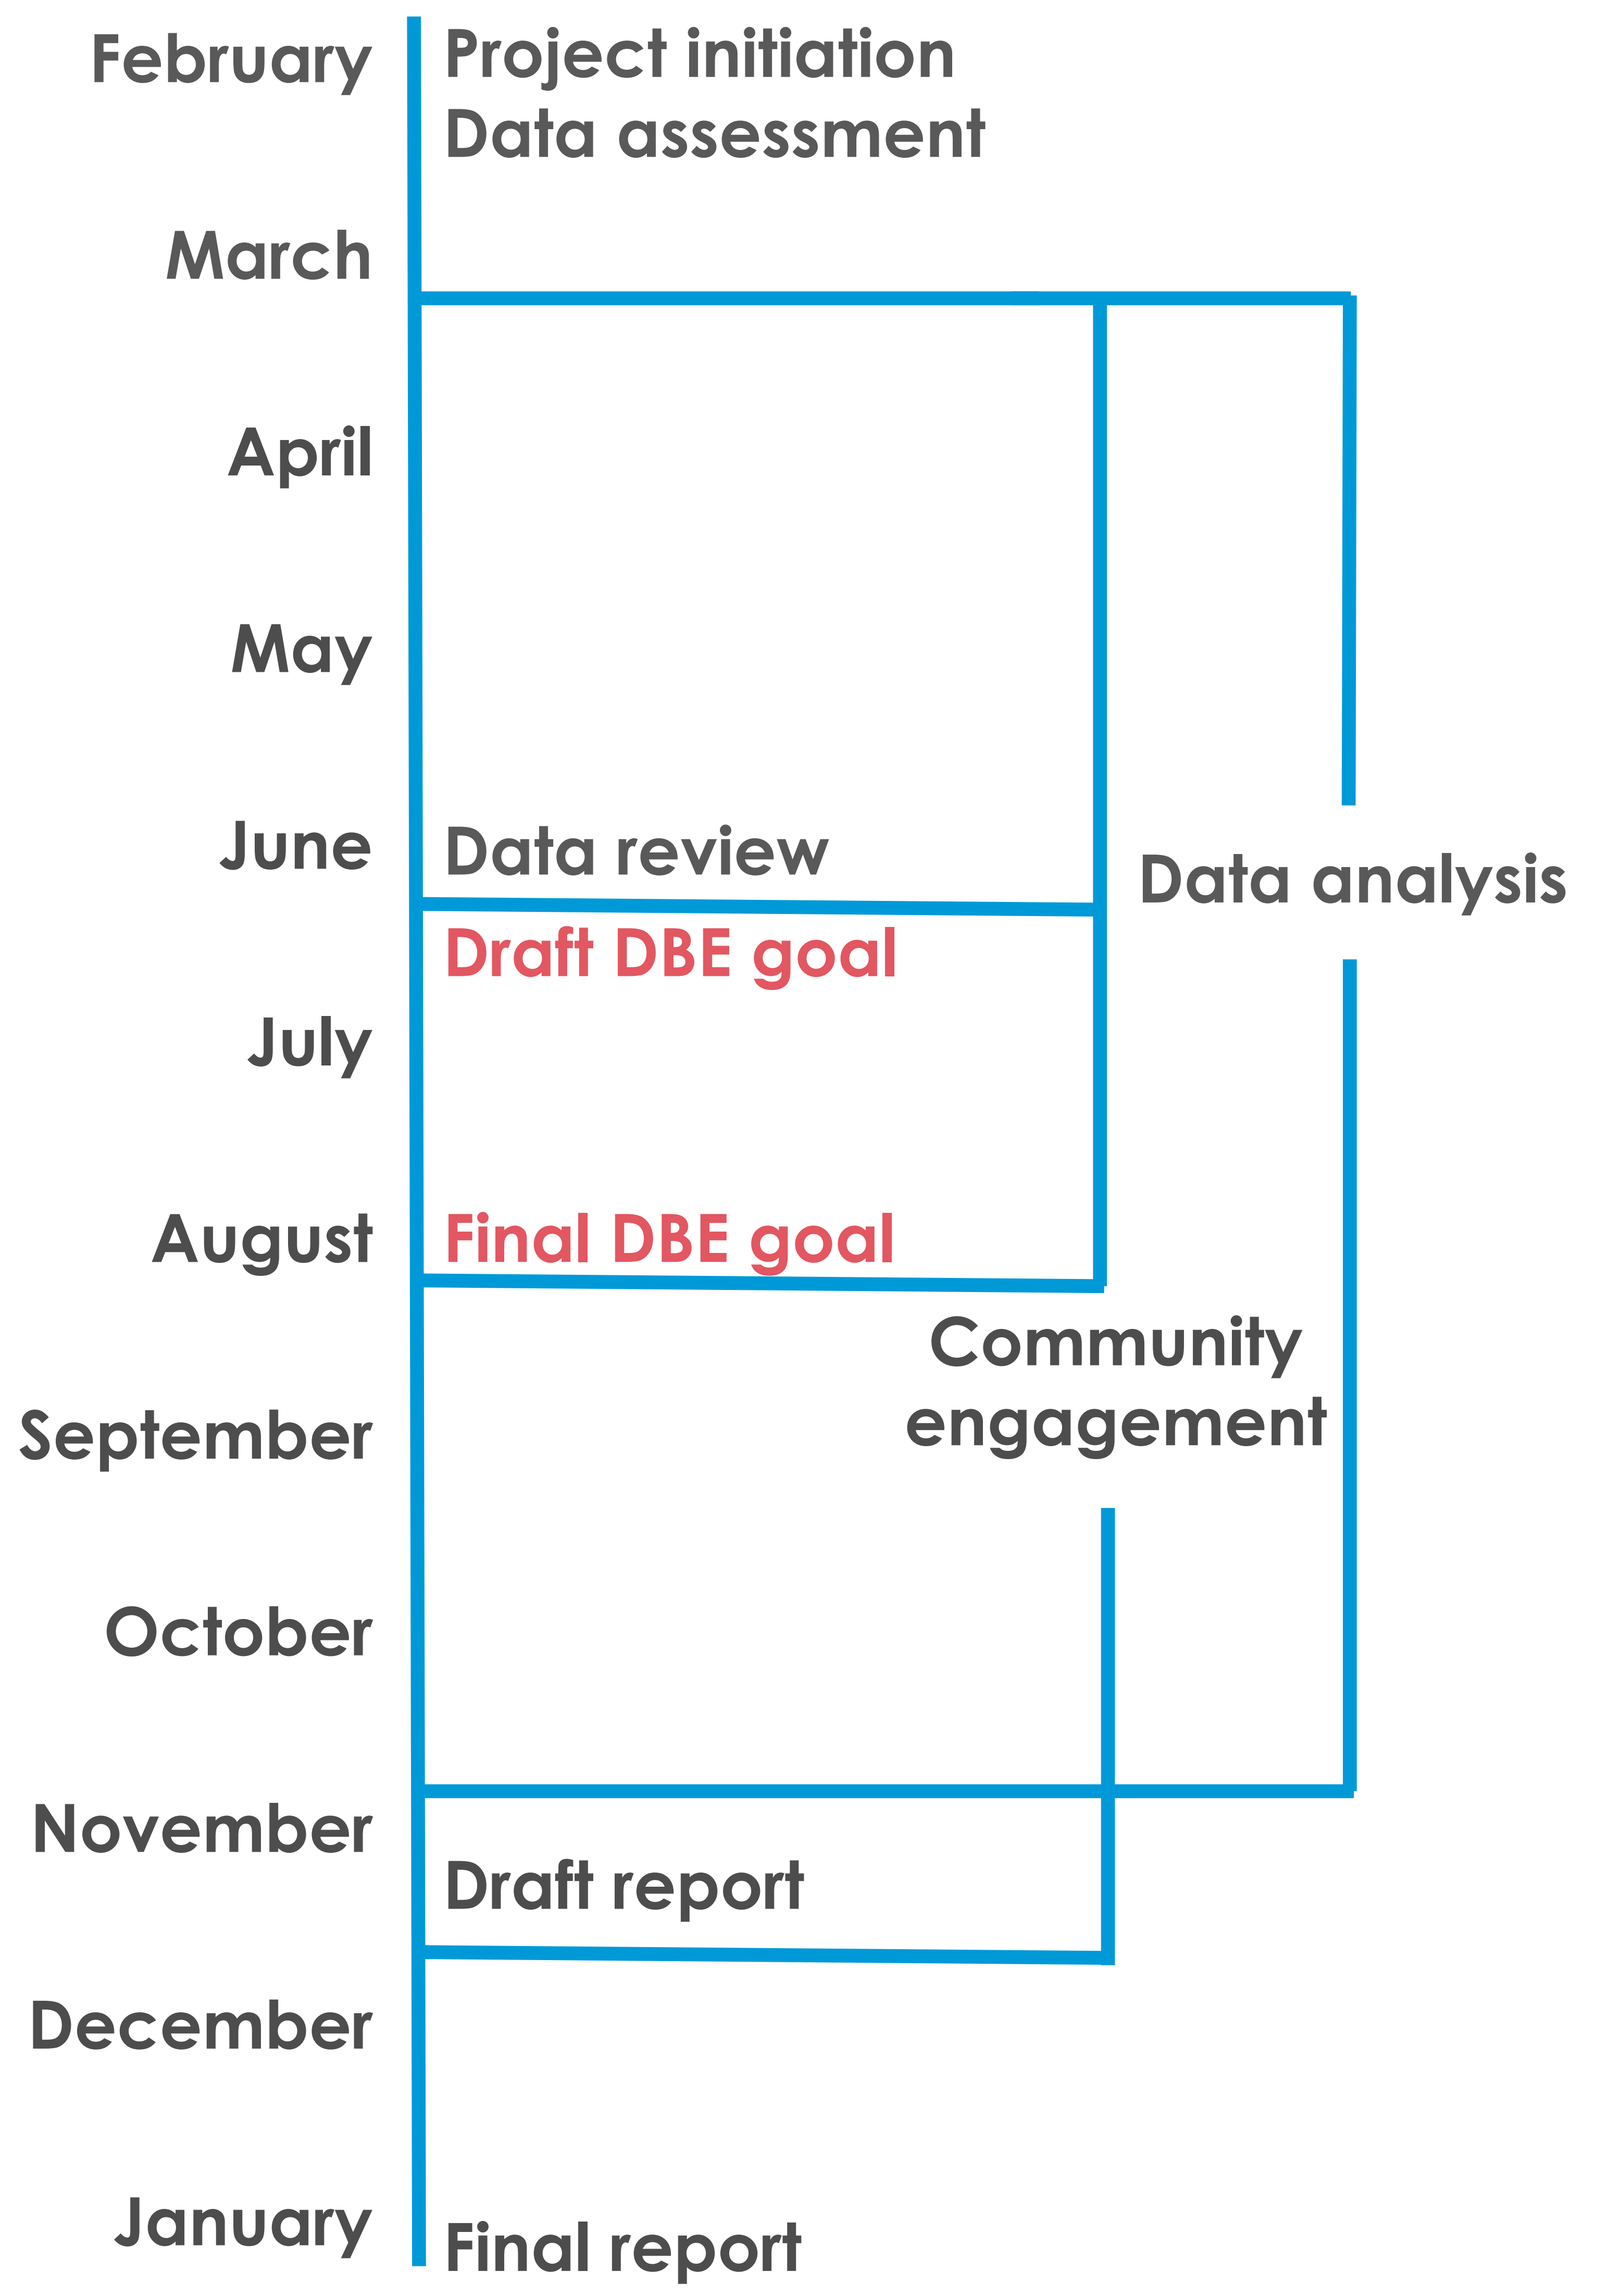 February
Project initiation
Data assessment
March
April
May
June
Data review
Data analysis
Draft DBE goal
July
August
Final DBE goal
Community
engagement
September
October
November
Draft report
December
January
Final report